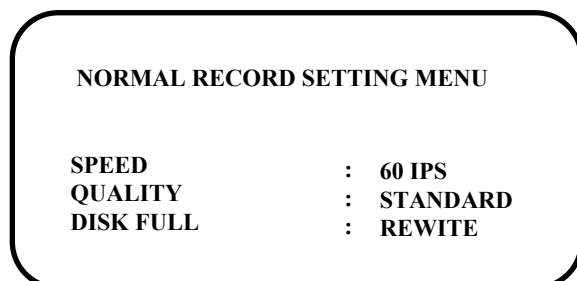 NORMAL RECORD SETTING MENU
SPEED : 60 IPS
QUALITY : STANDARD
DISK FULL : REWITE